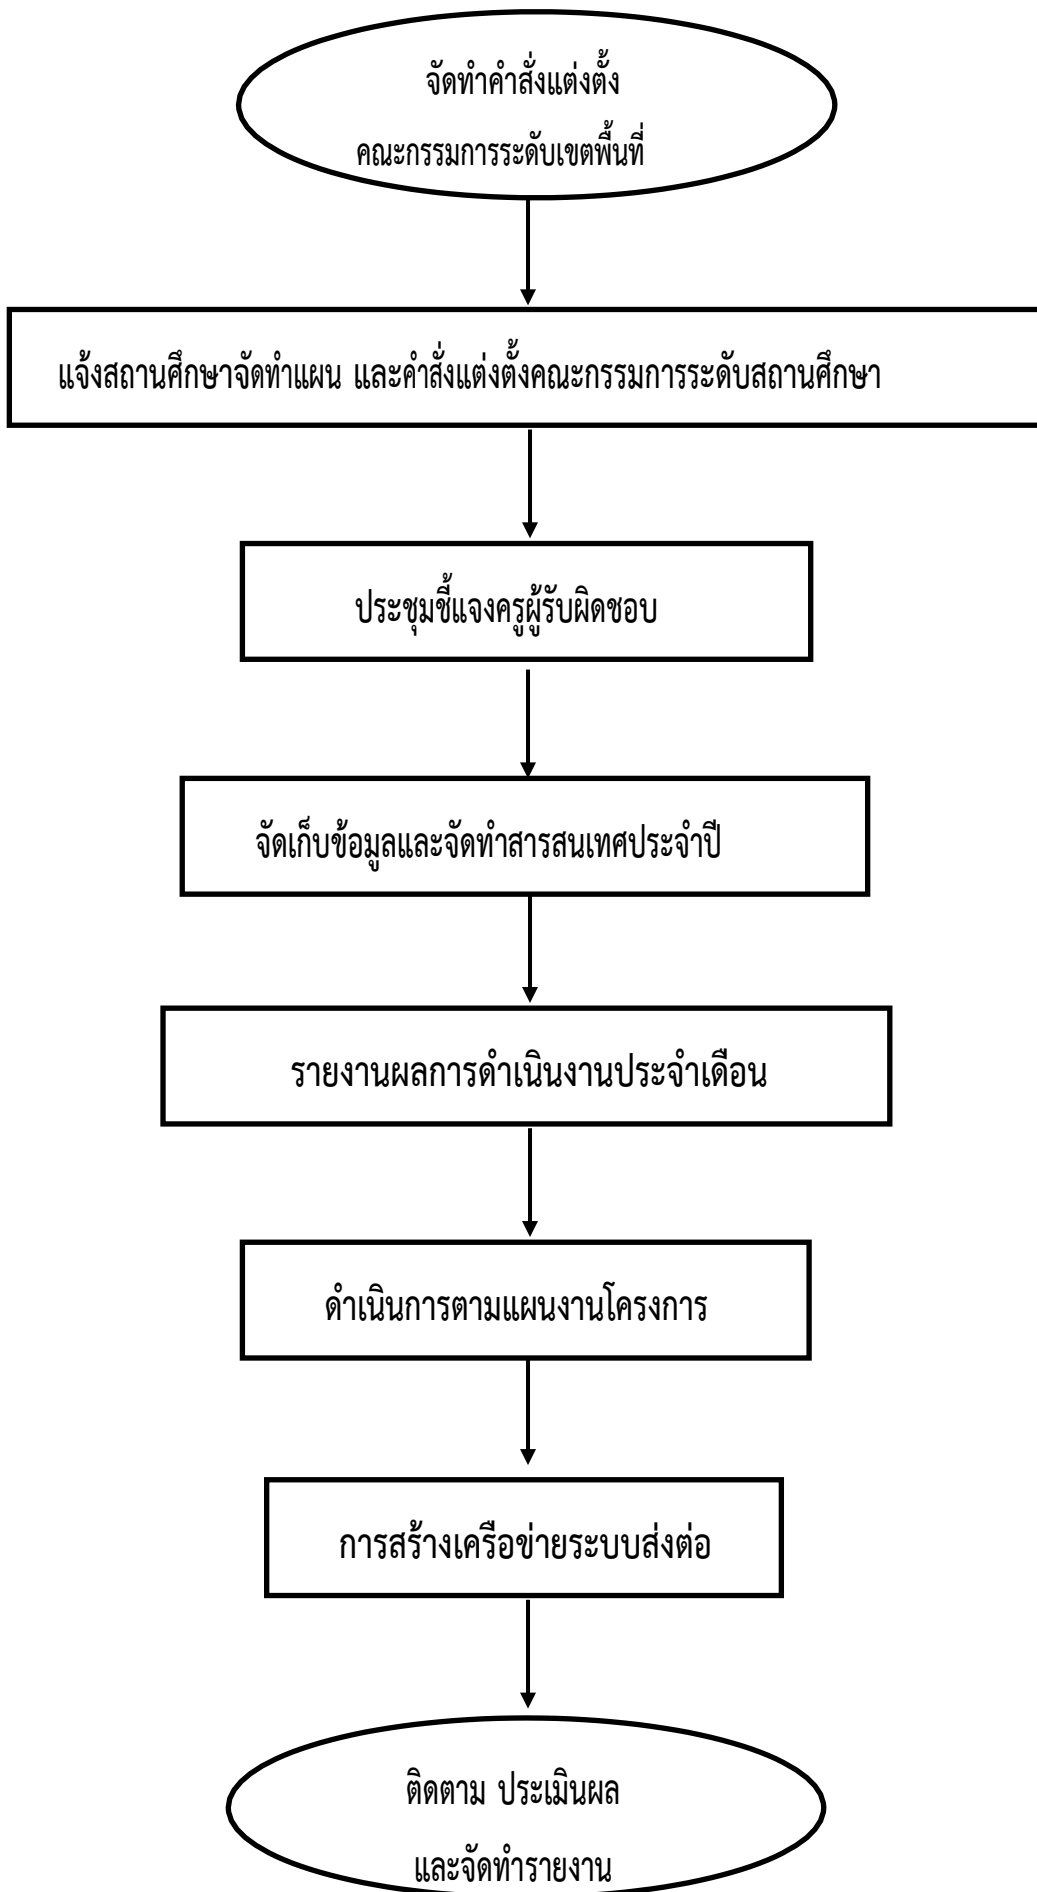 จัดทำคำสั่งแต่งตั้ง
คณะกรรมการระดับเขตพื้นที่
แจ้งสถานศึกษาจัดทำแผน และคำสั่งแต่งตั้งคณะกรรมการระดับสถานศึกษา
ประชุมชี้แจงครูผู้รับผิดชอบ
จัดเก็บข้อมูลและจัดทำสารสนเทศประจำปี
รายงานผลการดำเนินงานประจำเดือน
ดำเนินการตามแผนงานโครงการ
การสร้างเครือข่ายระบบส่งต่อ
ติดตาม ประเมินผล
และจัดทำรายงาน